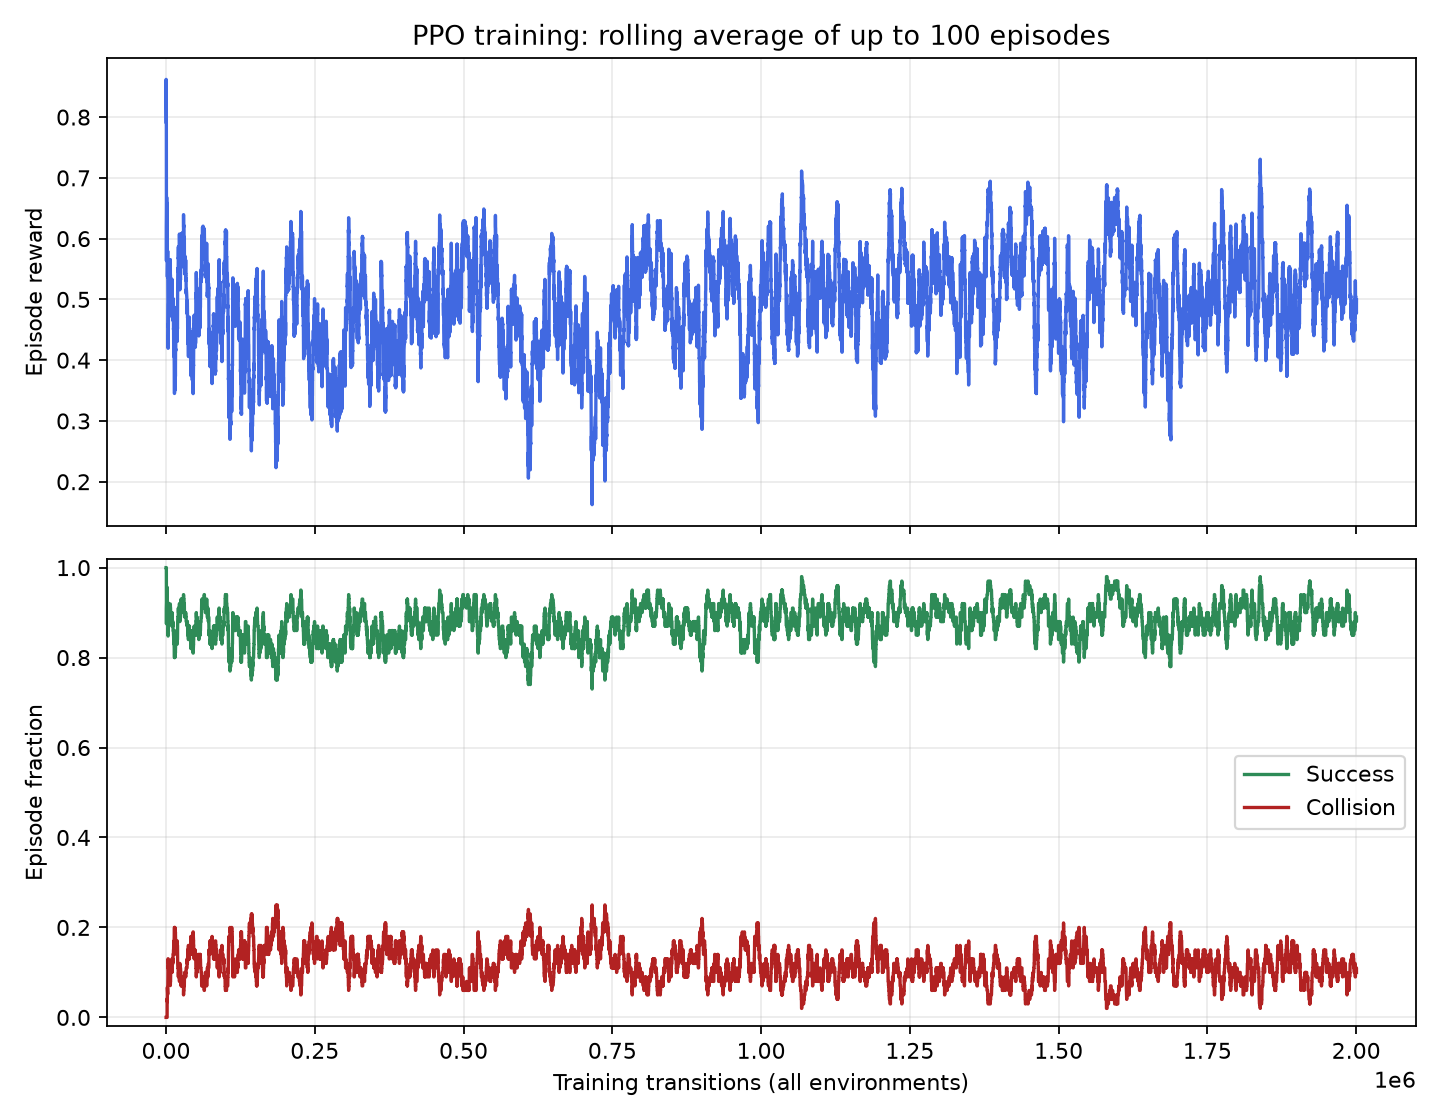 PPO training: rolling average of up to 100 episodes
Episode reward
0.8
0.7
0.6
0.5
0.4
0.3
0.2
Episode fraction
1.0
0.8
0.6
0.4
0.2
0.0
Success
Collision
0.00 0.25 0.50 0.75 1.00 1.25 1.50 1.75 2.00
1e6
Training transitions (all environments)